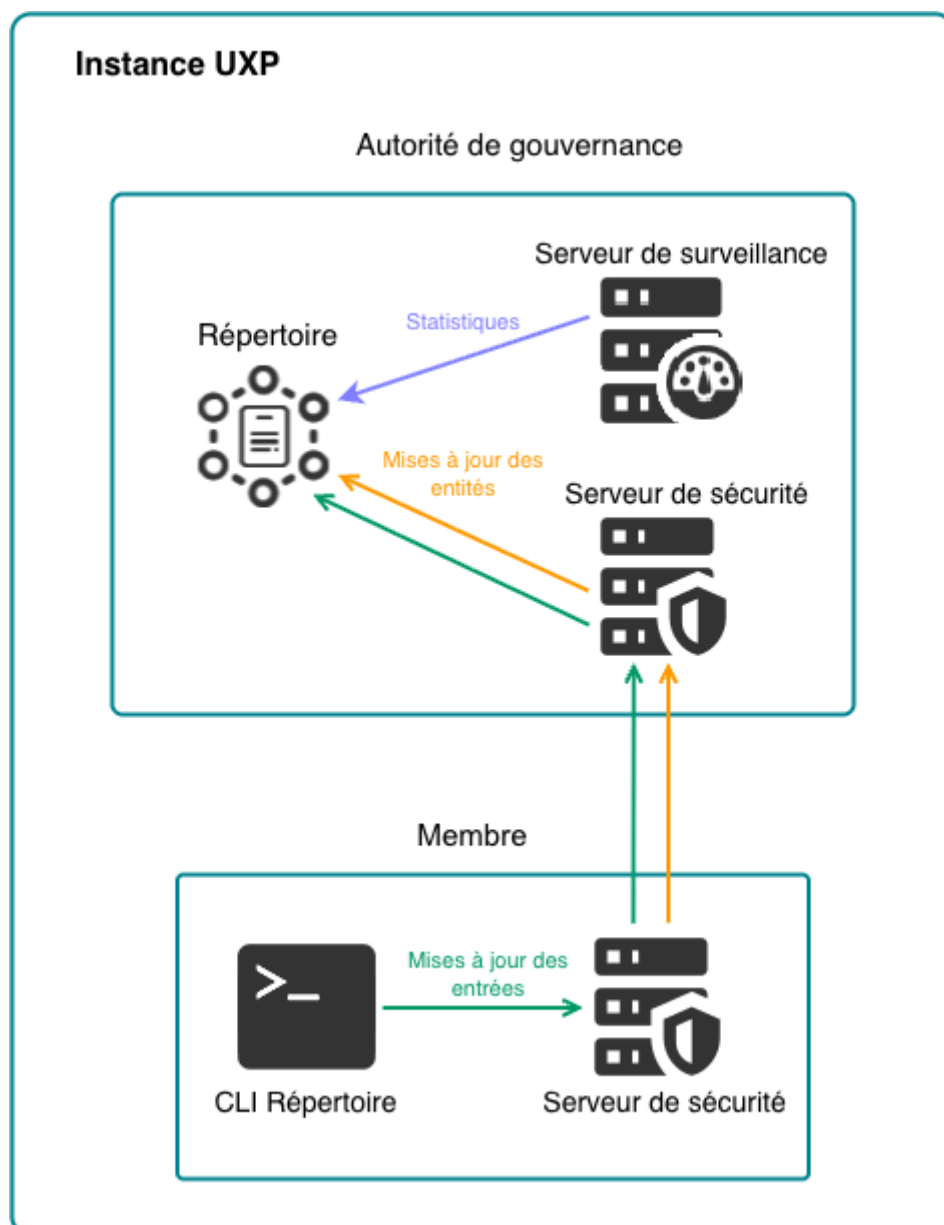 Instance UXP
Autorité de gouvernance
Serveur de surveillance
Statistiques
Répertoire
Mises à jour des
entités
Serveur de sécurité
Membre
Mises à jour des
entrées
CLI Répertoire
Serveur de sécurité